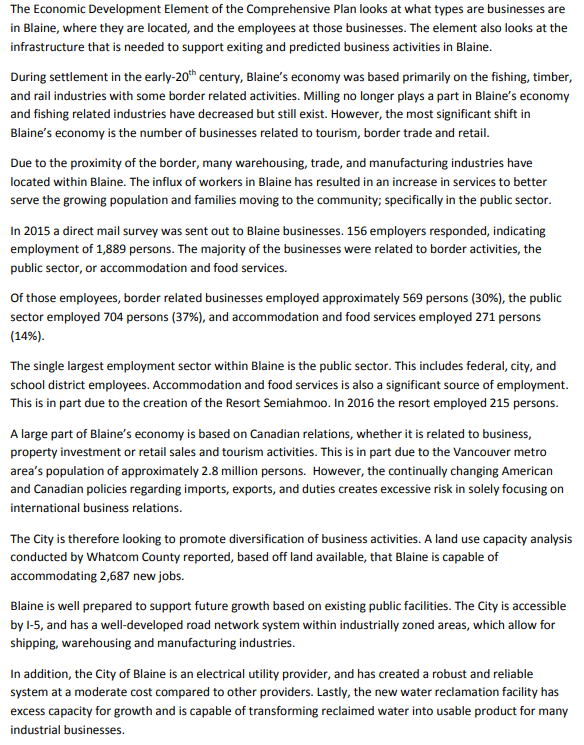 The Economic Development Element of the Comprehensive Plan looks at what types are businesses are
in Blaine, where they are located, and the employees at those businesses. The element also looks at the
infrastructure that is needed to support exiting and predicted business activities in Blaine.
During settlement in the early-20th century, Blaine's economy was based primarily on the fishing, timber,
and rail industries with some border related activities. Milling no longer plays a part in Blaine's economy
and fishing related industries have decreased but still exist. However, the most significant shift in
Blaine's economy is the number of businesses related to tourism, border trade and retail.
Due to the proximity of the border, many warehousing, trade, and manufacturing industries have
located within Blaine. The influx of workers in Blaine has resulted in an increase in services to better
serve the growing population and families moving to the community; specifically in the public sector.
In 2015 a direct mail survey was sent out to Blaine businesses. 156 employers responded, indicating
employment of 1,889 persons. The majority of the businesses were related to border activities, the
public sector, or accommodation and food services.
Of those employees, border related businesses employed approximately 569 persons (30%), the public
sector employed 704 persons (37%), and accommodation and food services employed 271 persons
(14%).
The single largest employment sector within Blaine is the public sector. This includes federal, city, and
school district employees. Accommodation and food services is also a significant source of employment.
This is in part due to the creation of the Resort Semiahmoo. In 2016 the resort employed 215 persons.
A large part of Blaine's economy is based on Canadian relations, whether it is related to business,
property investment or retail sales and tourism activities. This is in part due to the Vancouver metro
area's population of approximately 2.8 million persons.  However, the continually changing American
and Canadian policies regarding imports, exports, and duties creates excessive risk in solely focusing on
international business relations.
The City is therefore looking to promote diversification of business activities. A land use capacity analysis
conducted by Whatcom County reported, based off land available, that Blaine is capable of
accommodating 2,687 new jobs.
Blaine is well prepared to support future growth based on existing public facilities. The City is accessible
by I-5, and has a well-developed road network system within industrially zoned areas, which allow for
shipping, warehousing and manufacturing industries.
In addition, the City of Blaine is an electrical utility provider, and has created a robust and reliable
system at a moderate cost compared to other providers. Lastly, the new water reclamation facility has
excess capacity for growth and is capable of transforming reclaimed water into usable product for many
industrial businesses.